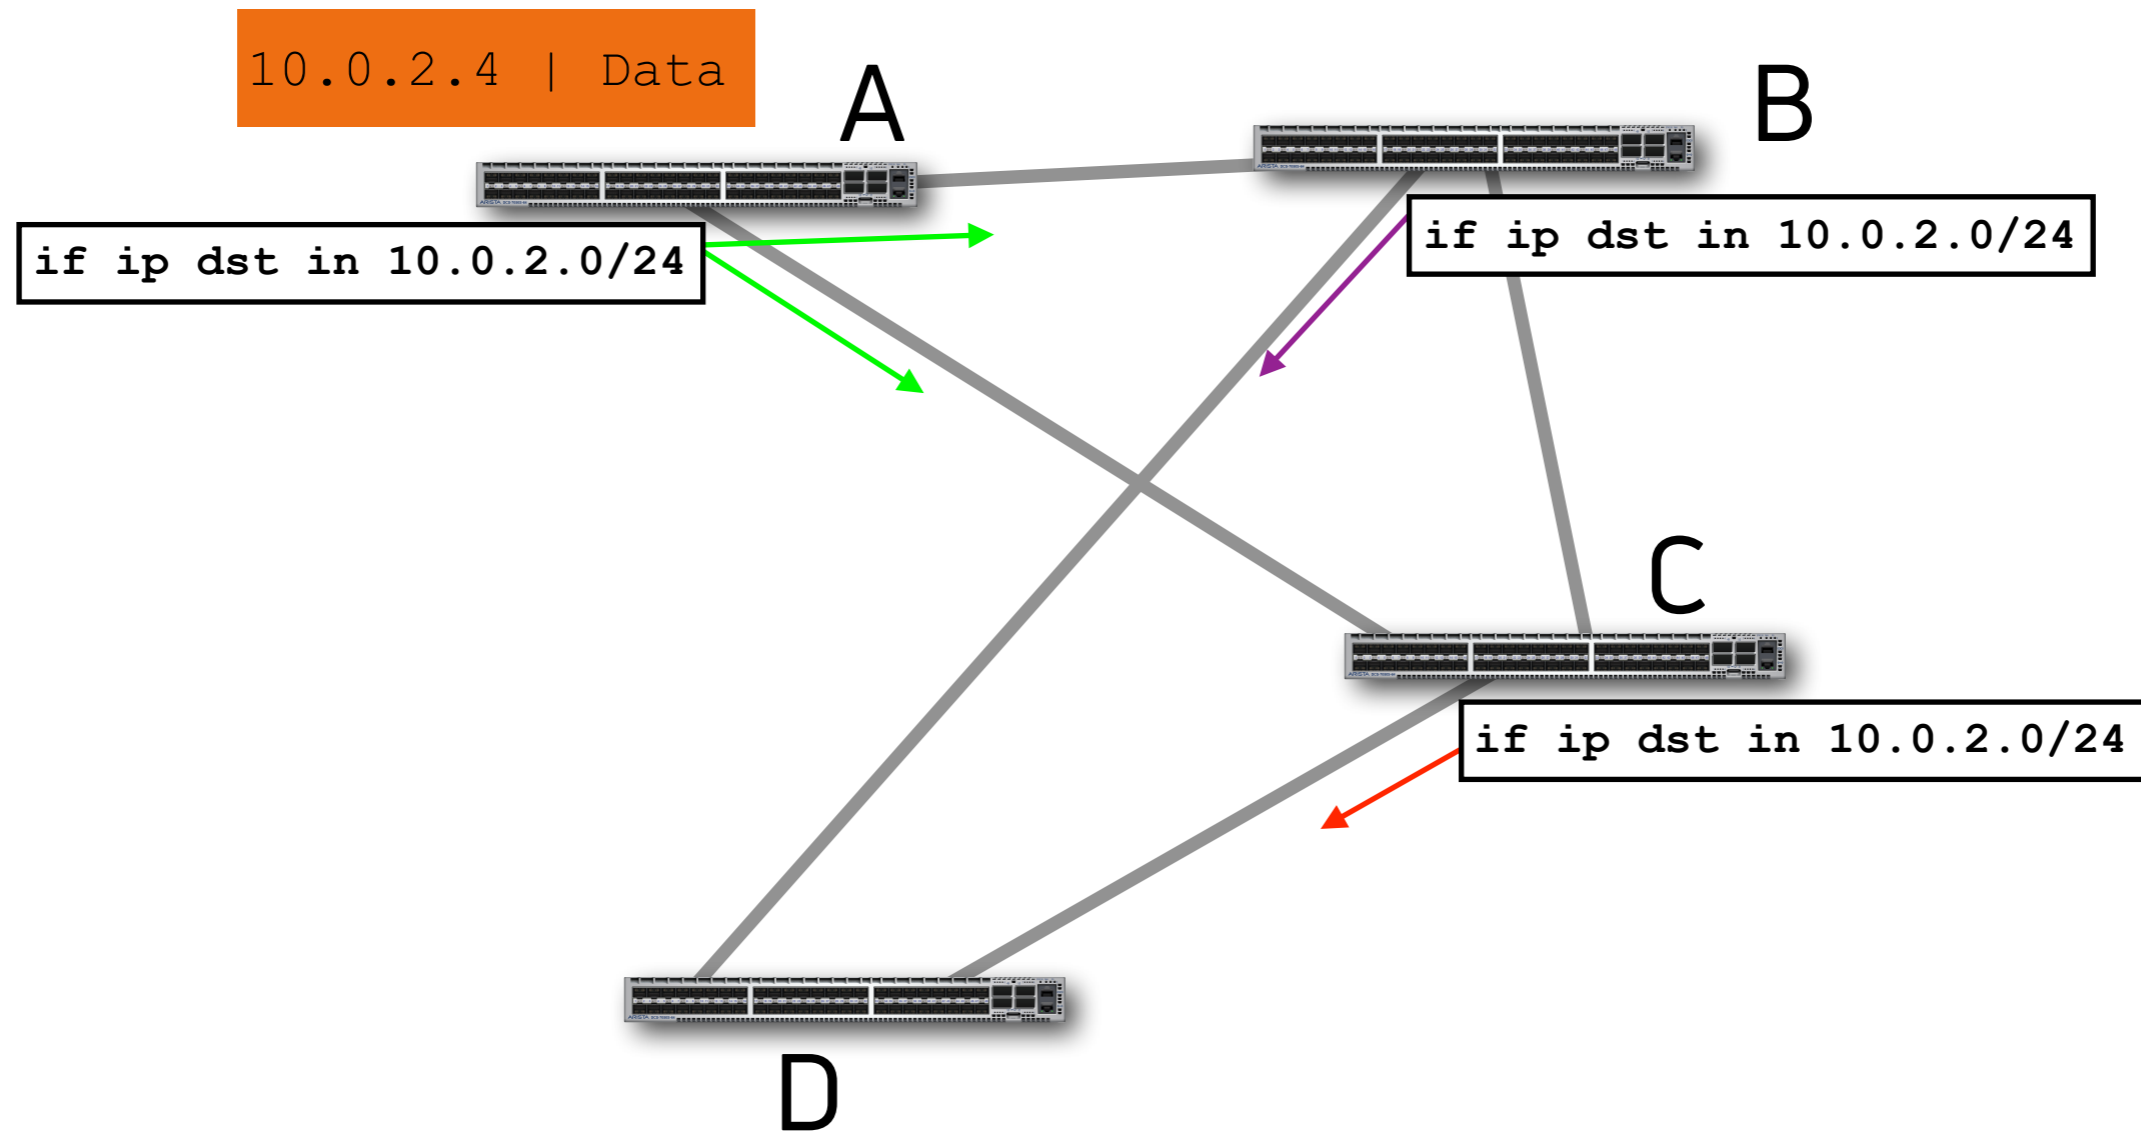 10.0.2.4 | Data
A
B
if ip dst in 10.0.2.0/24
if ip dst in 10.0.2.0/24
C
if ip dst in 10.0.2.0/24
D